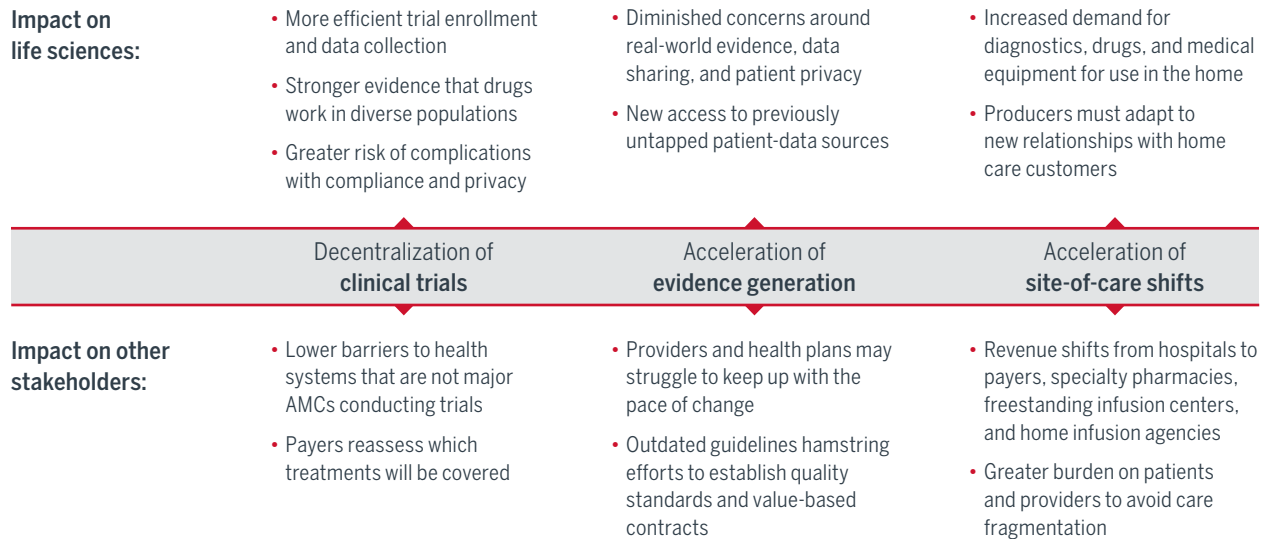 Impact on
life sciences:
• More efficient trial enrollment
and data collection
• Stronger evidence that drugs
work in diverse populations
• Greater risk of complications
with compliance and privacy
• Diminished concerns around
real-world evidence, data
sharing, and patient privacy
• New access to previously
untapped patient-data sources
• Increased demand for
diagnostics, drugs, and medical
equipment for use in the home
• Producers must adapt to
new relationships with home
care customers
Decentralization of
clinical trials
Acceleration of
evidence generation
Acceleration of
site-of-care shifts
Impact on other
stakeholders:
• Lower barriers to health
systems that are not major
AMCs conducting trials
• Payers reassess which
treatments will be covered
• Providers and health plans may
struggle to keep up with the
pace of change
• Outdated guidelines hamstring
efforts to establish quality
standards and value-based
contracts
• Revenue shifts from hospitals to
payers, specialty pharmacies,
freestanding infusion centers,
and home infusion agencies
• Greater burden on patients
and providers to avoid care
fragmentation